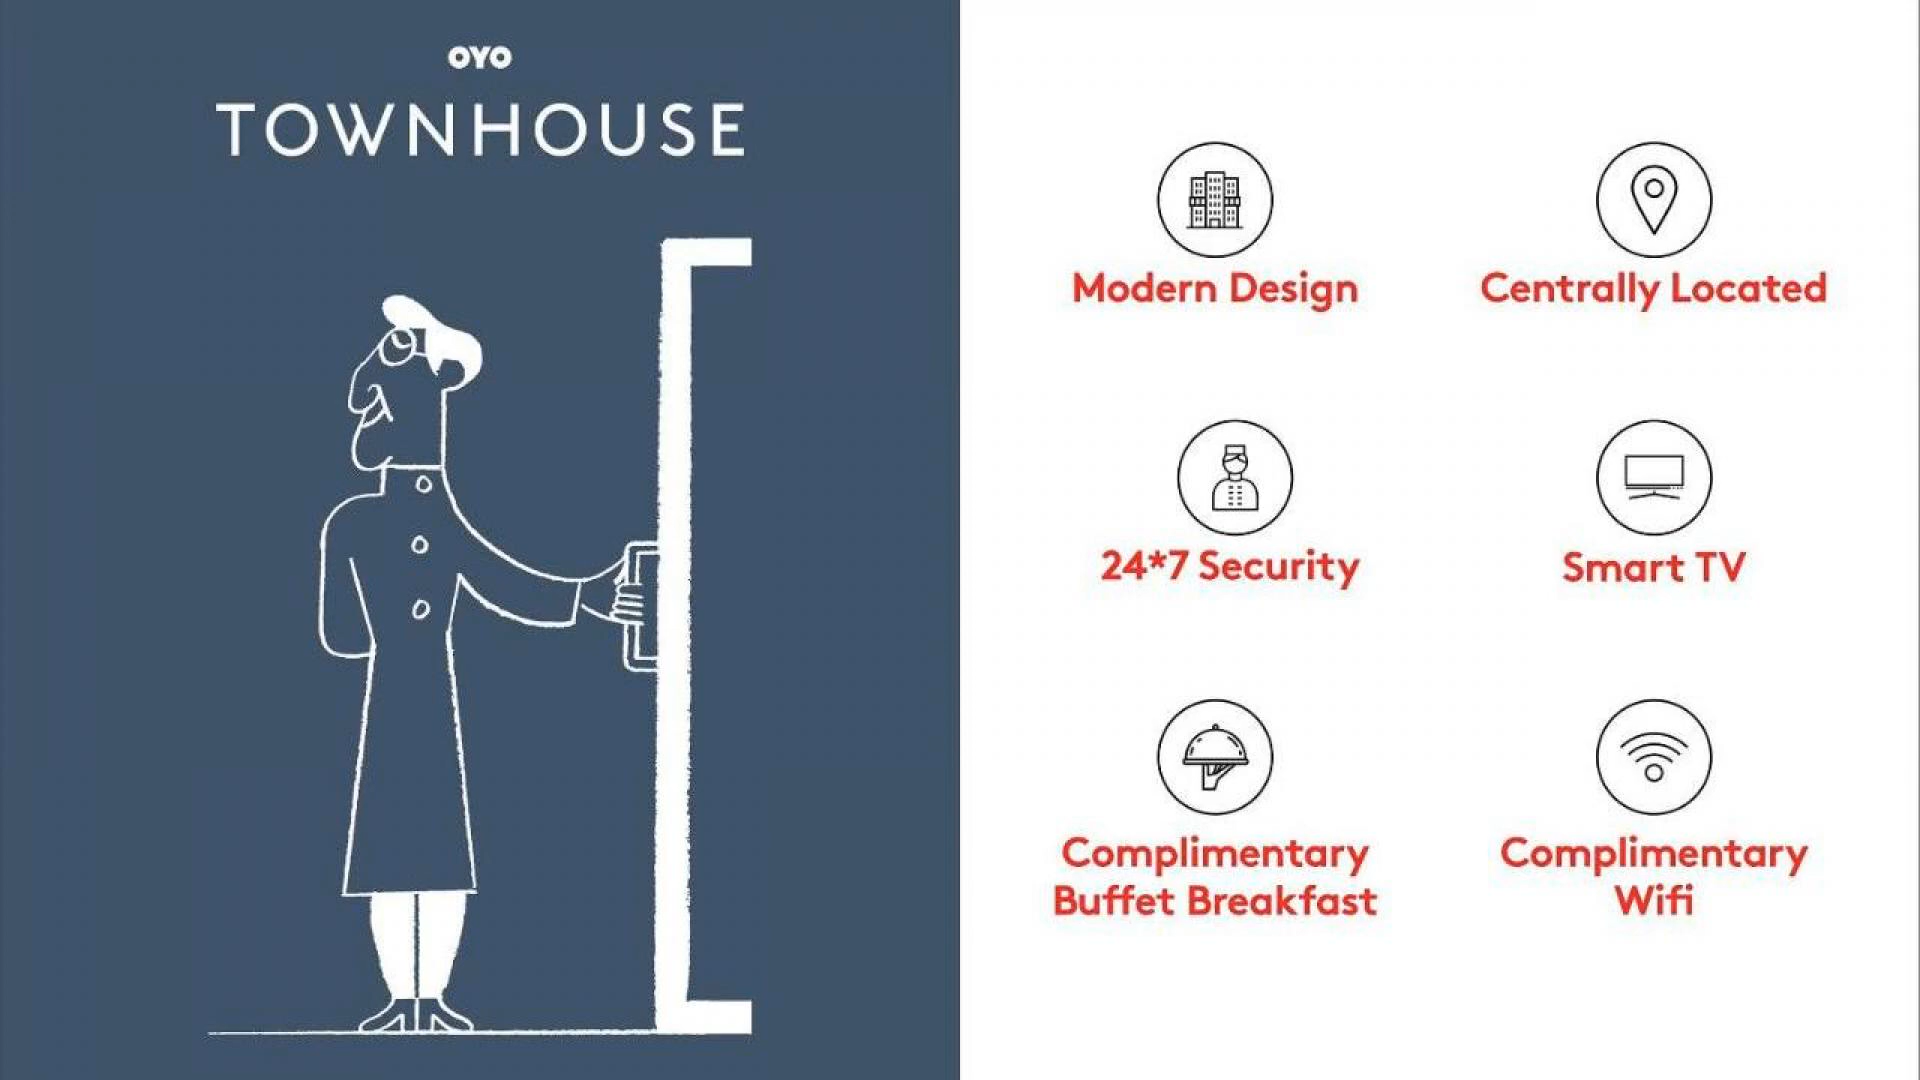 OYO
TOWNHOUSE
Modern Design
Centrally Located
24*7 Security
Smart TV
Complimentary
Buffet Breakfast
Complimentary
Wifi